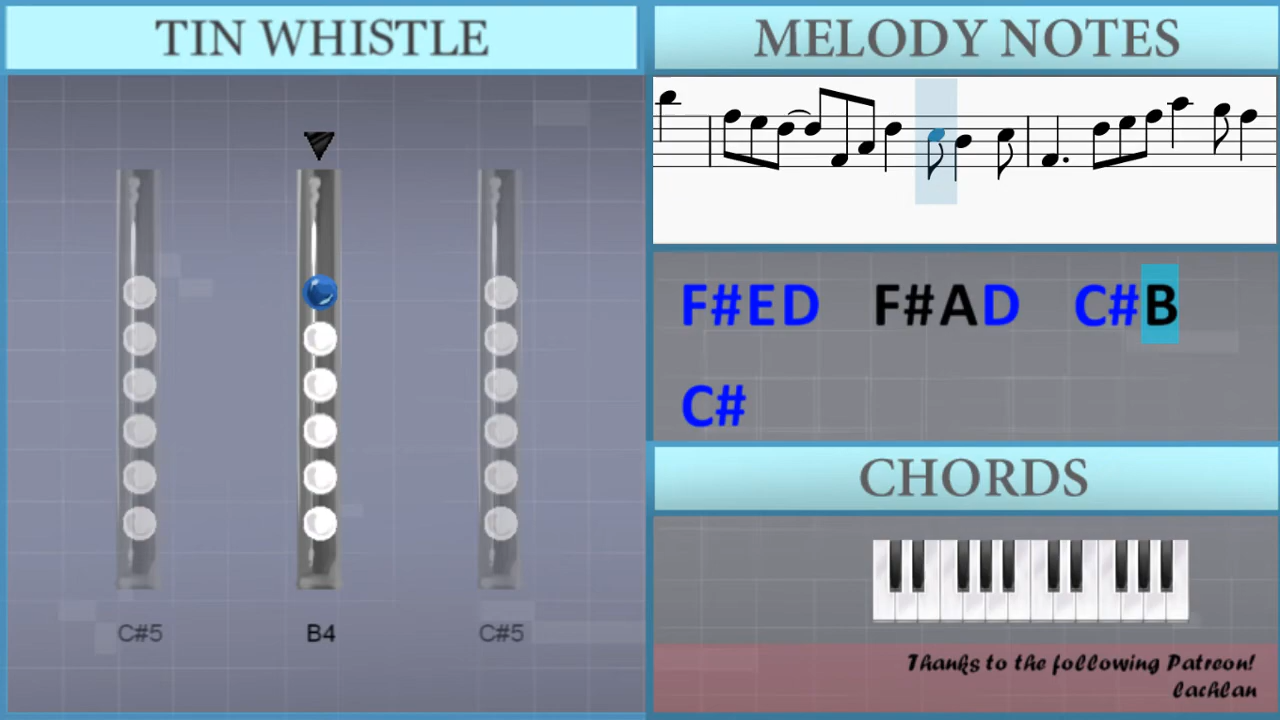 TIN WHISTLE
C#5 B4 C#5
MELODY NOTES
F#ED F#AD C#B
C#
CHORDS
Thanks to the following Patreon!
lachlan